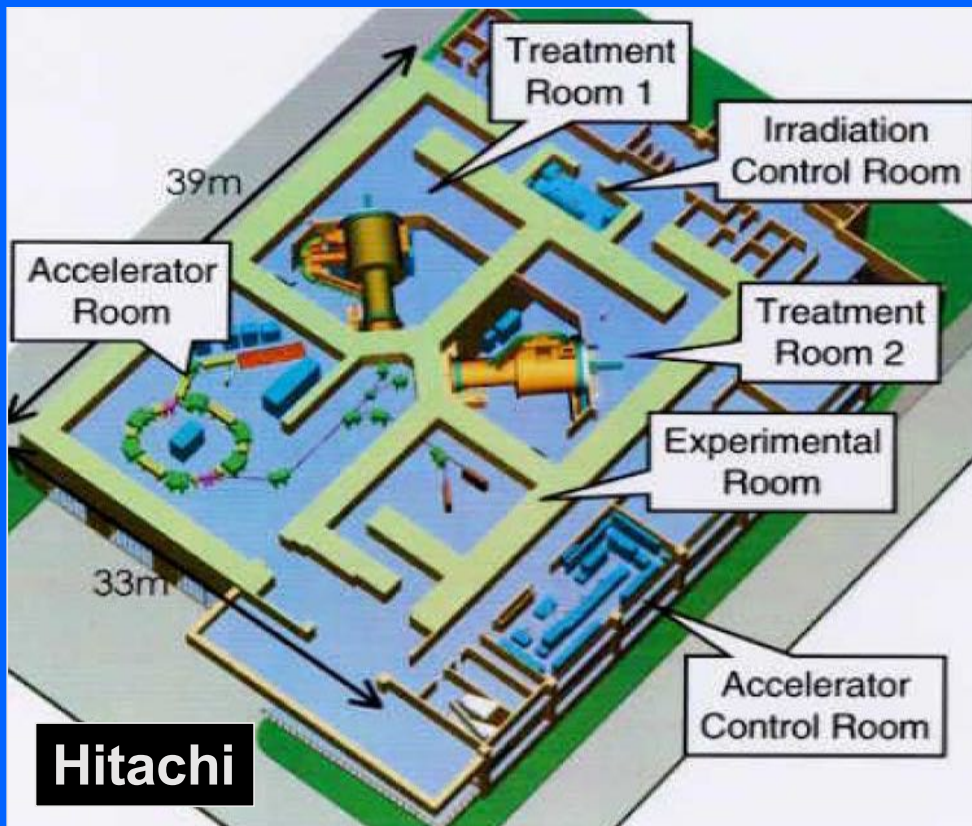 Treatment
Room 1
Irradiation
Control Room
39m
Accelerator
Room
Treatment
Room 2
Experimental
Room
33m
Accelerator
Control Room
Hitachi